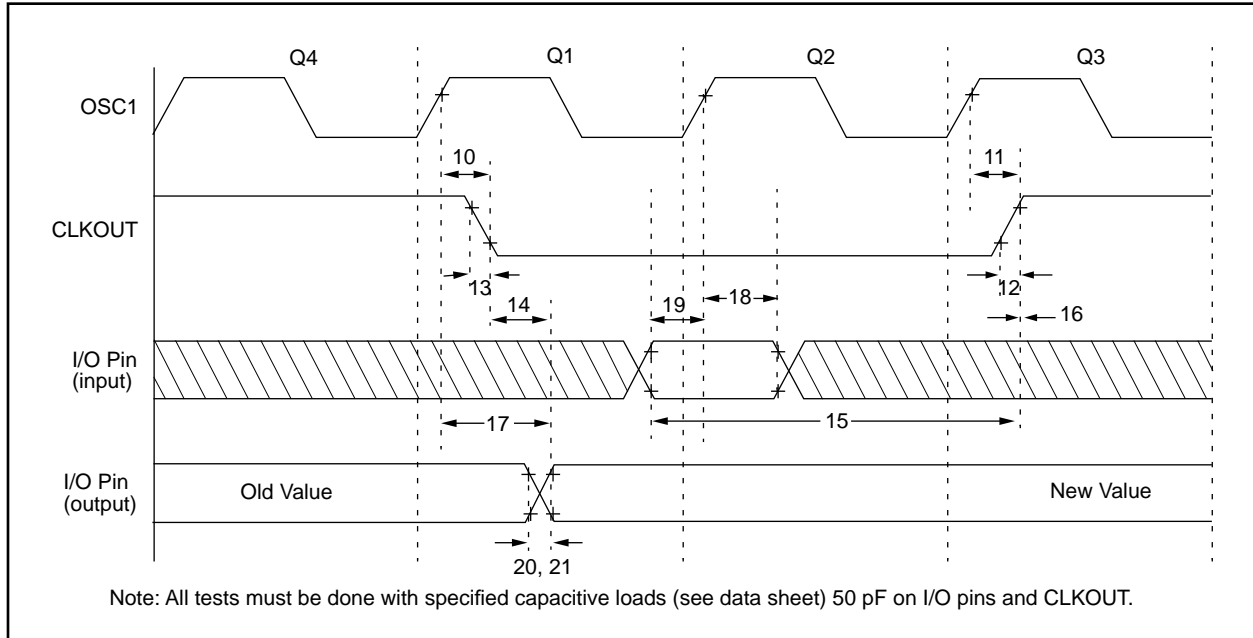 Q4 Q1 Q2 Q3
OSC1
10 11
CLKOUT
13 12
14 19 18 16
I/O Pin
(input)
17 15
I/O Pin
(output)
Old Value New Value
20, 21
Note: All tests must be done with specified capacitive loads (see data sheet) 50 pF on I/O pins and CLKOUT.